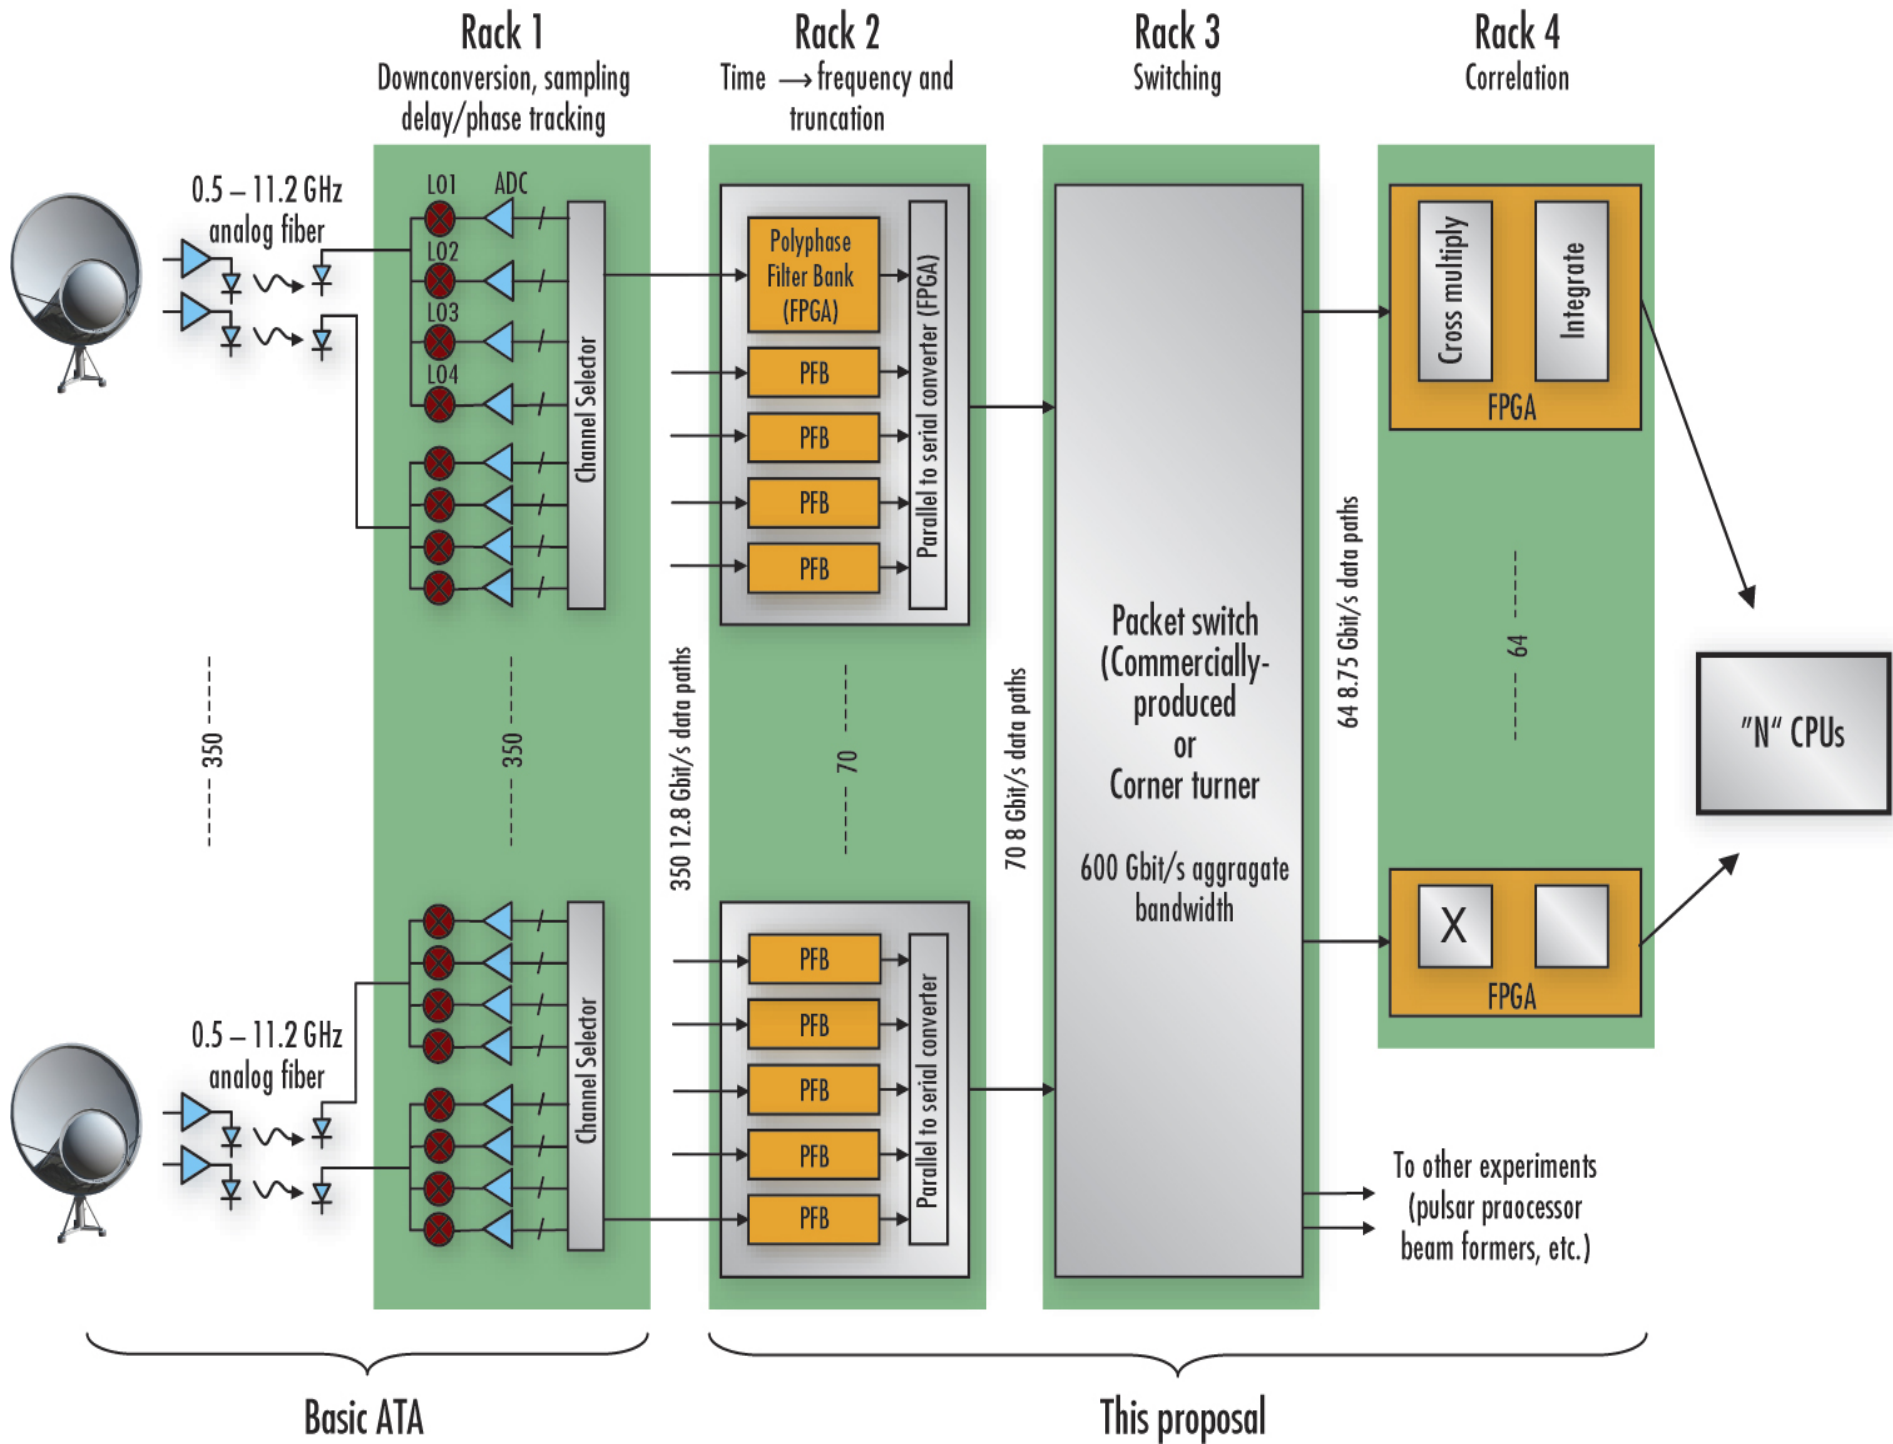 Rack 1
Downconversion, sampling
delay/phase tracking
Rack 2
Time → frequency and
truncation
Rack 3
Switching
Rack 4
Correlation
0.5 – 11.2 GHz
analog fiber
LO1
ADC
LO2
LO3
LO4
Channel Selector
Polyphase
Filter Bank
(FPGA)
PFB
PFB
PFB
PFB
Parallel to serial converter (FPGA)
Cross multiply
Integrate
FPGA
350
350
350 12.8 Gbit/s data paths
70
70 8 Gbit/s data paths
Packet switch
(Commercially-
produced
or
Corner turner
600 Gbit/s aggragate
bandwidth
64 8.75 Gbit/s data paths
64
"N“ CPUs
0.5 – 11.2 GHz
analog fiber
Channel Selector
PFB
PFB
PFB
PFB
PFB
Parallel to serial converter
X
FPGA
To other experiments
(pulsar praocessor
beam formers, etc.)
Basic ATA
This proposal